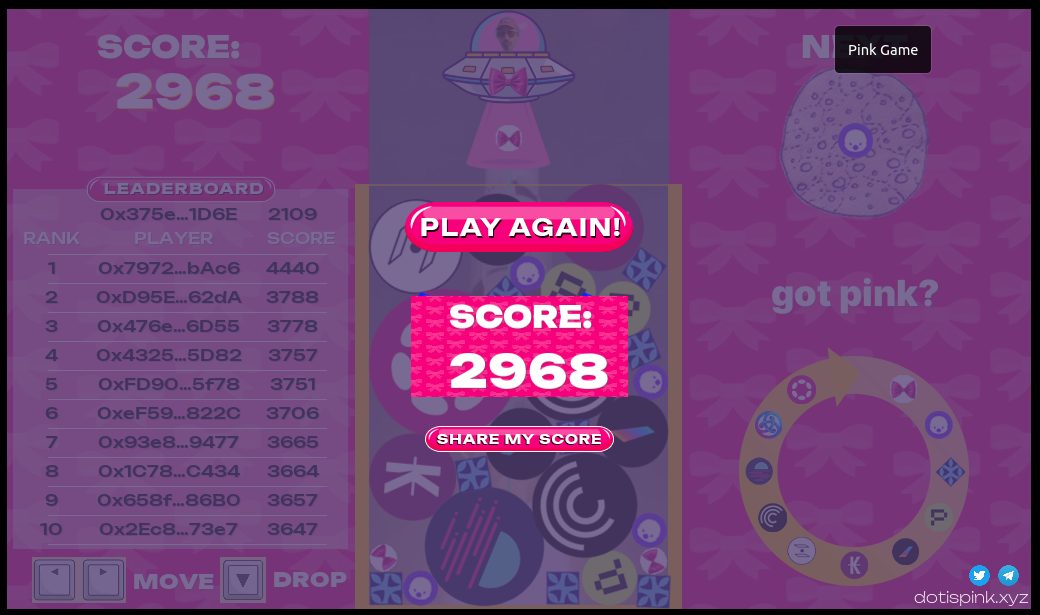 SCORE:
2968
LEADERBOARD
0x375e...1D6E 2109
RANK PLAYER SCORE
1 0x7972...bAc6 4440
2 0xD95E...62dA 3788
3 0x476e...6D55 3778
4 0x4325...5D82 3757
5 0xFD90...5f78 3751
6 0xeF59...822C 3706
7 0x93e8...9477 3665
8 0x1C78...C434 3664
9 0x658f...86B0 3657
10 0x2Ec8...73e7 3647
MOVE DROP
PLAY AGAIN!
SCORE:
2968
SHARE MY SCORE
Pink Game
got pink?
dotispink.xyz